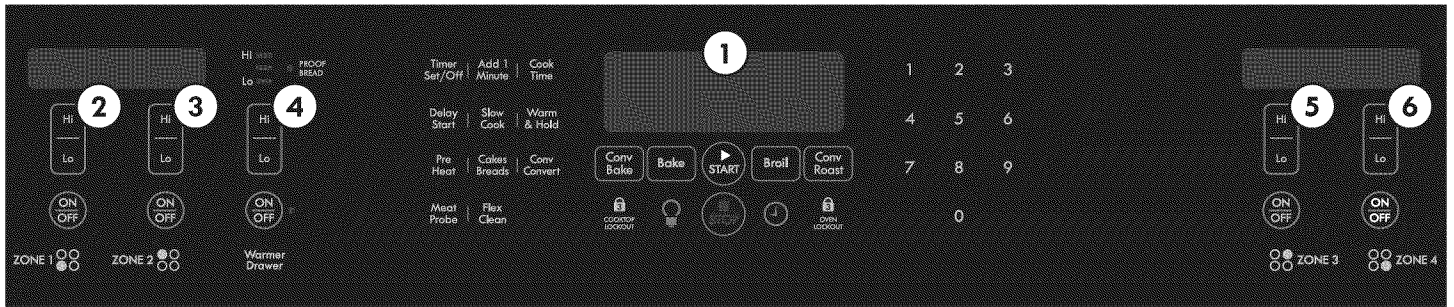 1
Hi
Lo
PROOF
BREAD
2
3
4
Hi
Lo
Hi
Lo
Hi
Lo
ON
OFF
ON
OFF
ON
OFF
ZONE 1
ZONE 2
Warmer
Drawer
Timer
Set/Off
Add 1
Minute
Cook
Time
Delay
Start
Slow
Cook
Warm
& Hold
Pre
Heat
Cakes
Breads
Conv
Convert
Meat
Probe
Flex
Clean
Conv
Bake
Bake
START
Broil
Conv
Roast
3
COOKTOP
LOCKOUT
3
OVEN
LOCKOUT
1 2 3
4 5 6
7 8 9
0
5
6
Hi
Lo
Hi
Lo
ON
OFF
ON
OFF
ZONE 3
ZONE 4